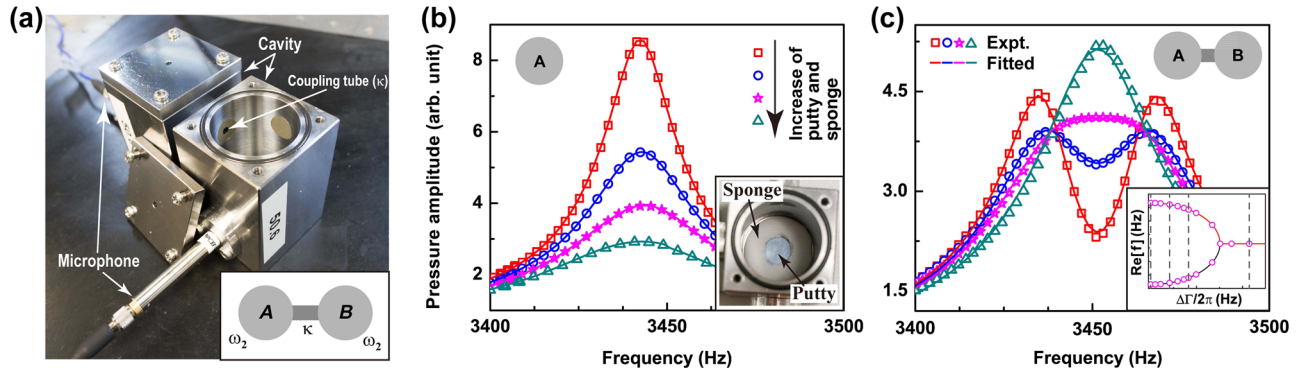 (a)
Cavity
Coupling tube (κ)
50.6
Microphone
A
B
ω₂
κ
ω₂
(b)
Pressure amplitude (arb. unit)
8
6
4
2
A
Increase of
putty and
sponge
Sponge
Putty
3400
3450
3500
Frequency (Hz)
(c)
4.5
3.0
1.5
Expt.
Fitted
A
B
Re[f] (Hz)
ΔΓ/2π (Hz)
3400
3450
3500
Frequency (Hz)